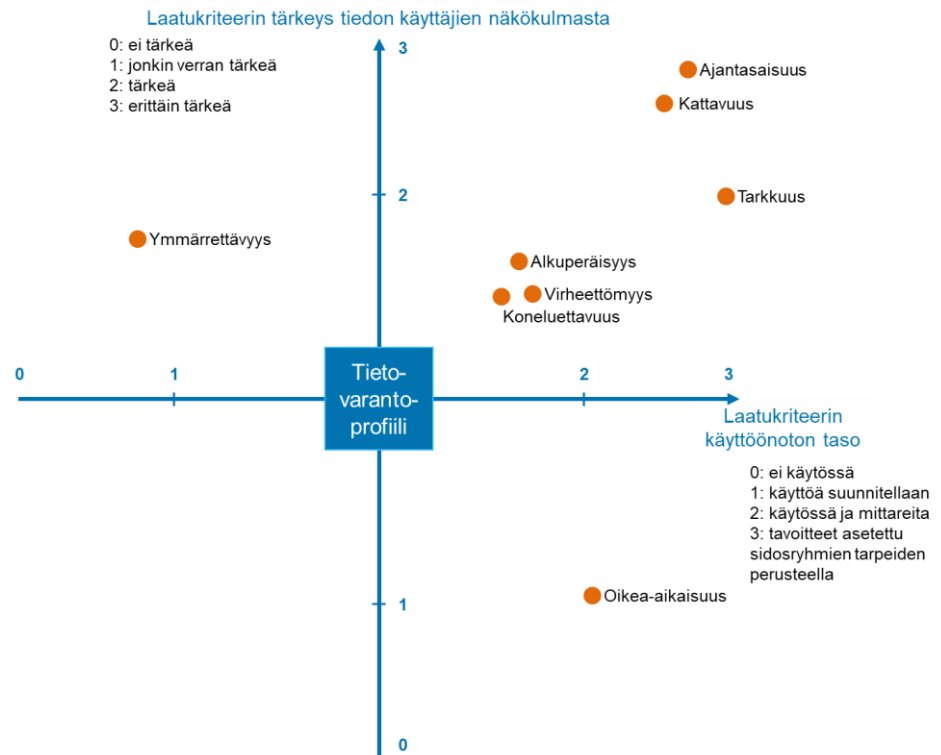 Laatukriteerin tärkeys tiedon käyttäjien näkökulmasta
0: ei tärkeä
1: jonkin verran tärkeä
2: tärkeä
3: erittäin tärkeä
3
Ajantasaisuus
Kattavuus
2
Tarkkuus
Ymmärrettävyys
Alkuperäisyys
Virheettömyys
Koneluettavuus
0
1
Tieto-
varanto-
profiili
2
3
Laatukriteerin
käyttöönoton taso
0: ei käytössä
1: käyttöä suunnitellaan
2: käytössä ja mittareita
3: tavoitteet asetettu
sidosryhmien tarpeiden
perusteella
Oikea-aikaisuus
1
0